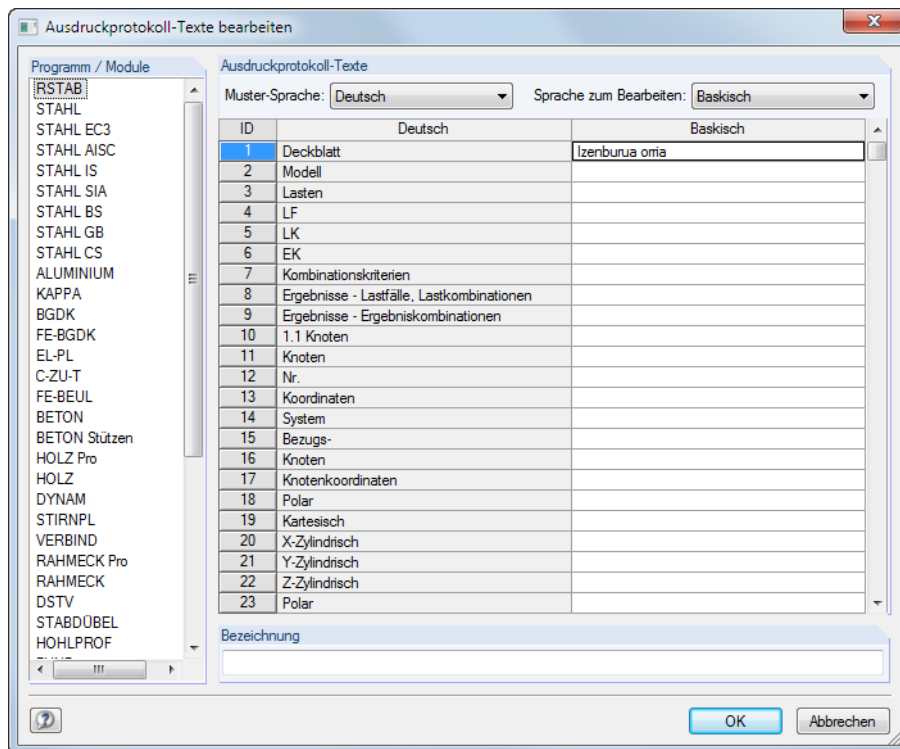 Ausdruckprotokoll-Texte bearbeiten
Programm / Module
RSTAB
STAHL
STAHL EC3
STAHL AISC
STAHL IS
STAHL SIA
STAHL BS
STAHL GB
STAHL CS
ALUMINIUM
KAPPA
BGDK
FE-BGDK
EL-PL
C-ZU-T
FE-BEUL
BETON
BETON Stützen
HOLZ Pro
HOLZ
DYNAM
STIRNPL
VERBIND
RAHMECK Pro
RAHMECK
DSTV
STABDÜBEL
HOHLPROF
Ausdruckprotokoll-Texte
Muster-Sprache: Deutsch Sprache zum Bearbeiten: Baskisch
ID Deutsch Baskisch
1 Deckblatt Izenburua orria
2 Modell
3 Lasten
4 LF
5 LK
6 EK
7 Kombinationskriterien
8 Ergebnisse - Lastfälle, Lastkombinationen
9 Ergebnisse - Ergebniskombinationen
10 1.1 Knoten
11 Knoten
12 Nr.
13 Koordinaten
14 System
15 Bezugs-
16 Knoten
17 Knotenkoordinaten
18 Polar
19 Kartesisch
20 X-Zylindrisch
21 Y-Zylindrisch
22 Z-Zylindrisch
23 Polar
Bezeichnung
OK Abbrechen